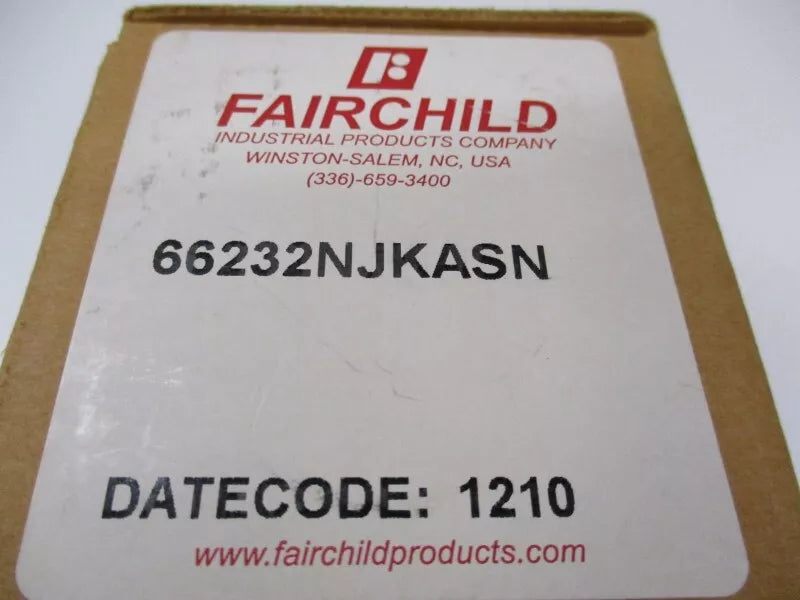 FAIRCHILD
INDUSTRIAL PRODUCTS COMPANY
WINSTON-SALEM, NC, USA
(336)-659-3400
66232NJKASN
DATECODE: 1210
www.fairchildproducts.com